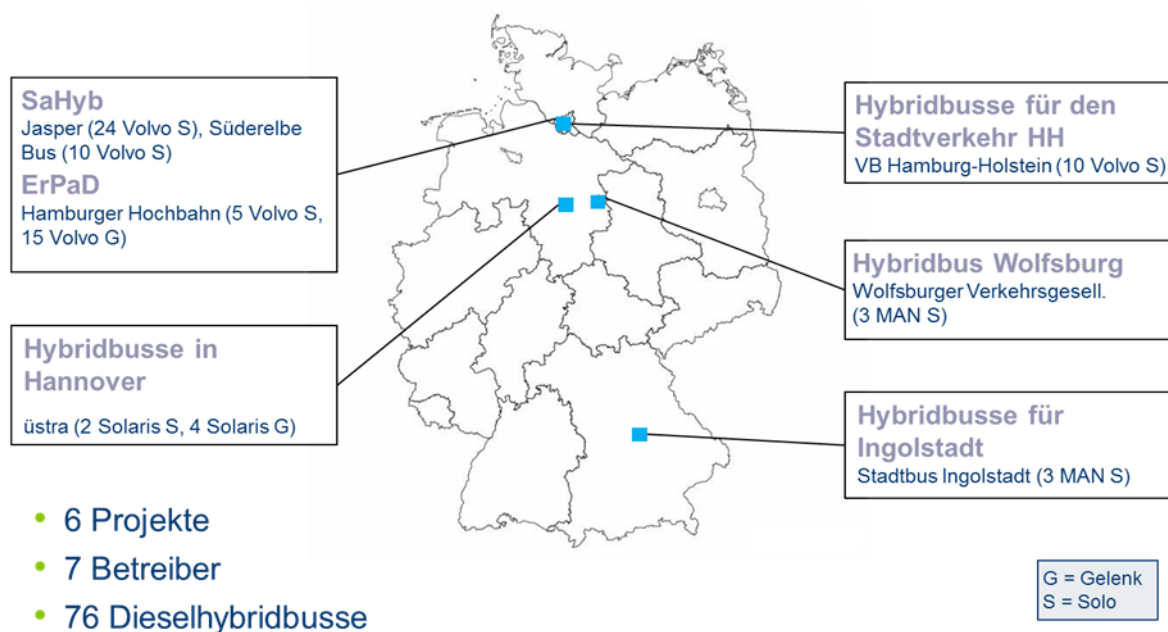 SaHyb
Jasper (24 Volvo S), Süderelbe
Bus (10 Volvo S)
ErPaD
Hamburger Hochbahn (5 Volvo S,
15 Volvo G)
Hybridbusse in
Hannover
üstra (2 Solaris S, 4 Solaris G)
Hybridbusse für den
Stadtverkehr HH
VB Hamburg-Holstein (10 Volvo S)
Hybridbus Wolfsburg
Wolfsburger Verkehrsgesell.
(3 MAN S)
Hybridbusse für
Ingolstadt
Stadtbus Ingolstadt (3 MAN S)
• 6 Projekte
• 7 Betreiber
• 76 Dieselhybridbusse
G = Gelenk
S = Solo